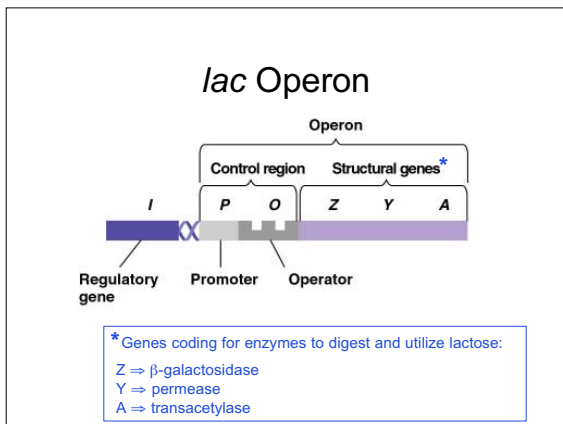 lac Operon
Operon
Control region Structural genes*
I P O Z Y A
Regulatory gene Promoter Operator
*Genes coding for enzymes to digest and utilize lactose:
Z ⇒ β-galactosidase
Y ⇒ permease
A ⇒ transacetylase